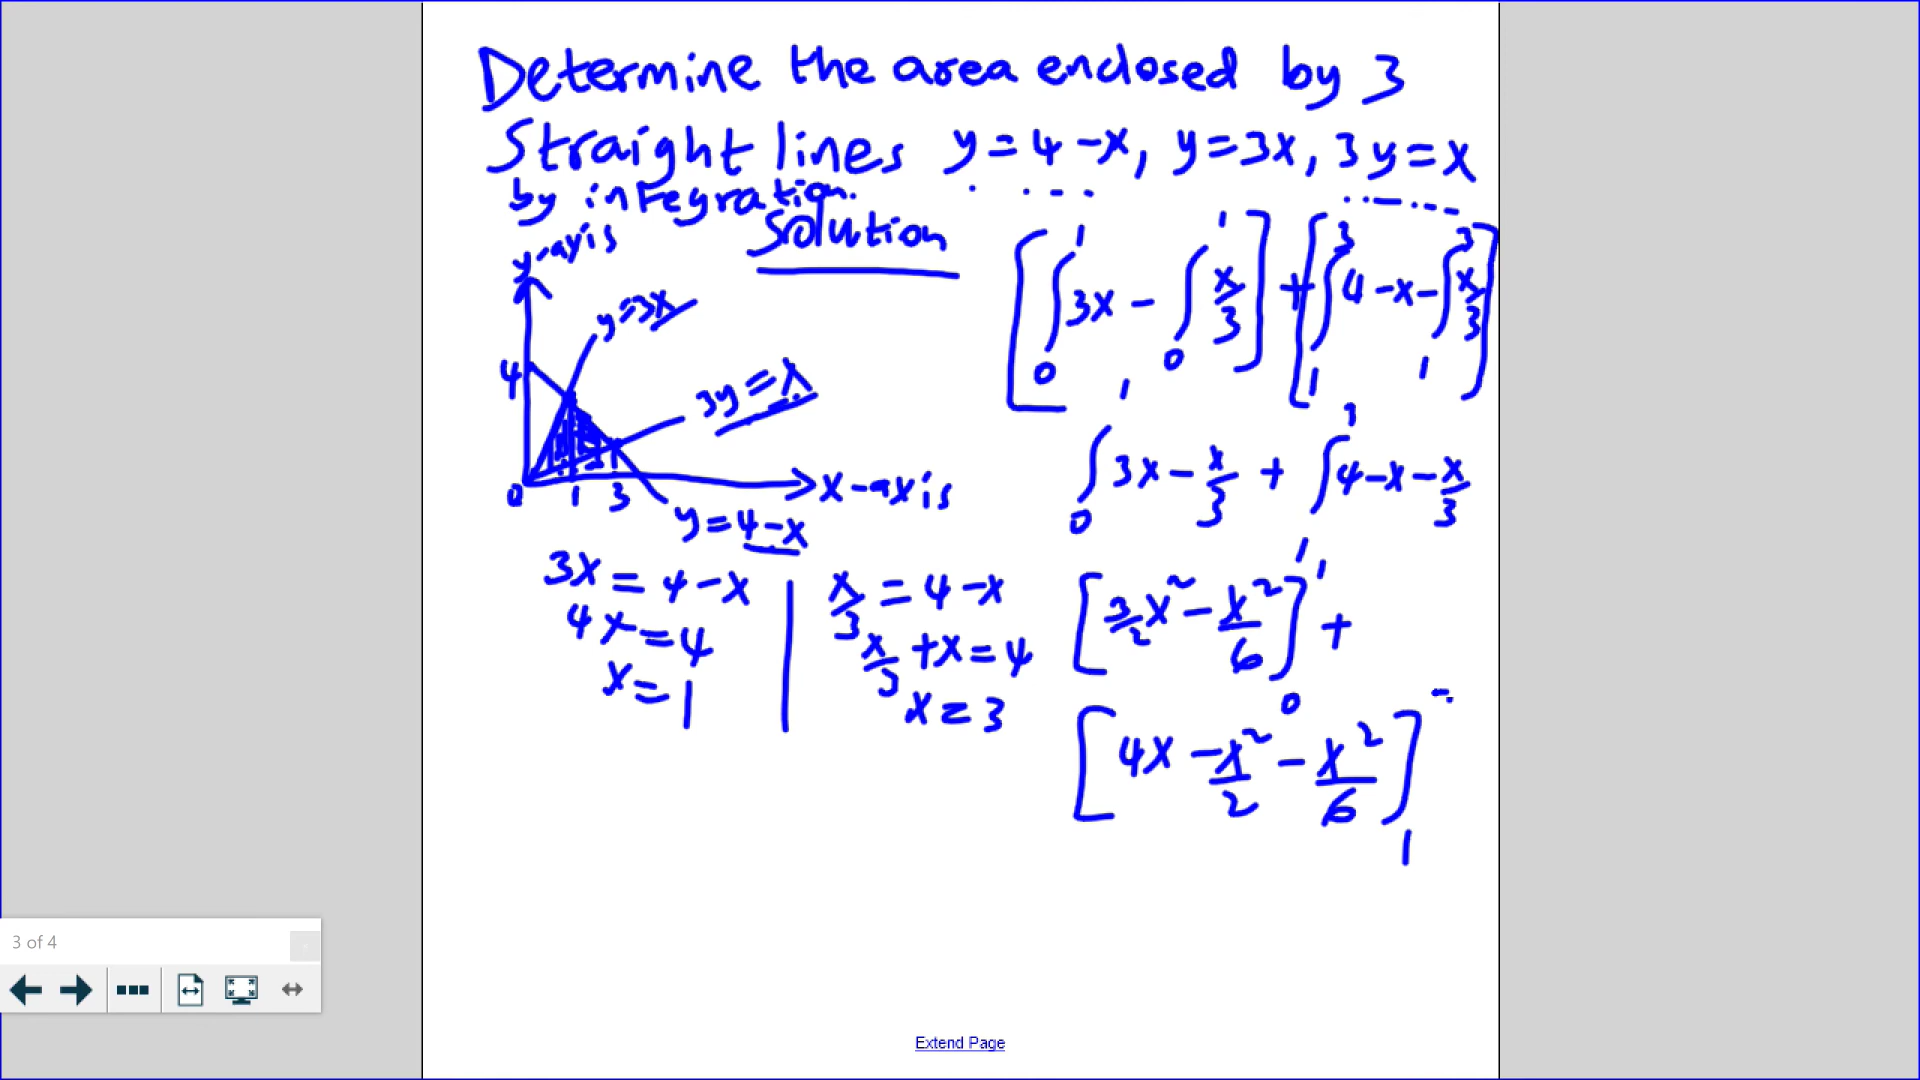 Determine the area enclosed by 3
Straight lines y = 4 - x, y = 3x, 3y = x
by integration.
Solution
y-axis
y = 3x
4
3y = x
0 1 3
x-axis
y = 4 - x
3x = 4 - x
4x = 4
x = 1
x/3 = 4 - x
x/3 + x = 4
x = 3
[∫₀¹ 3x - ∫₀¹ x/3] + [∫₁³ 4 - x - ∫₁³ x/3]
∫₀¹ 3x - x/3 + ∫₁³ 4 - x - x/3
[3/2 x² - x²/6]₀¹ +
[4x - x²/2 - x²/6]₁
3 of 4
Extend Page